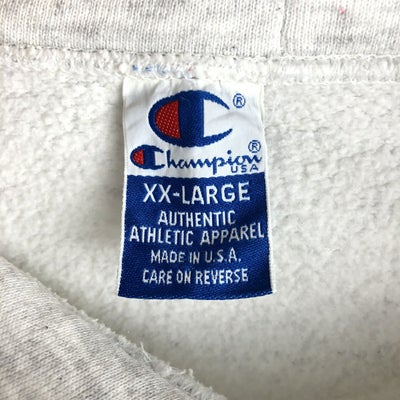 ®
Champion®
USA
XX-LARGE
AUTHENTIC
ATHLETIC APPAREL
MADE IN U.S.A.
CARE ON REVERSE